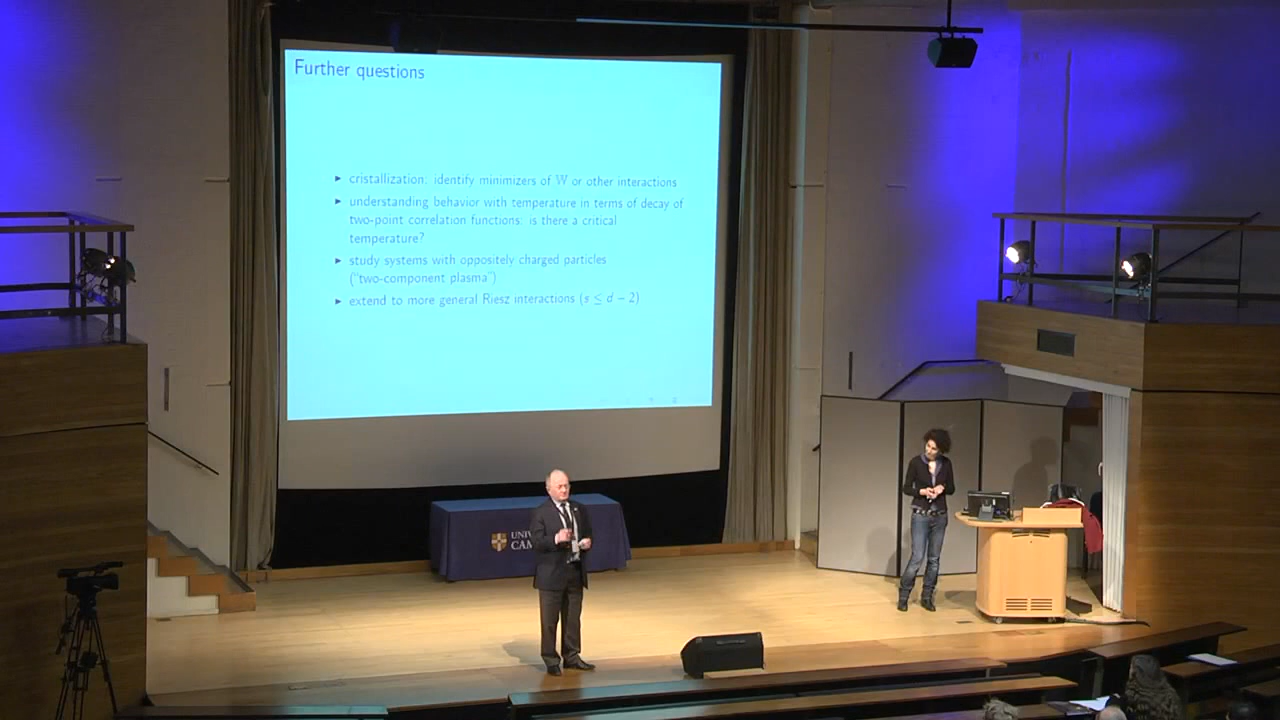 Further questions
▶ cristallization: identify minimizers of W or other interactions
▶ understanding behavior with temperature in terms of decay of
two-point correlation functions: is there a critical
temperature?
▶ study systems with oppositely charged particles
("two-component plasma")
▶ extend to more general Riesz interactions (s ≤ d − 2)
UNI
CAM